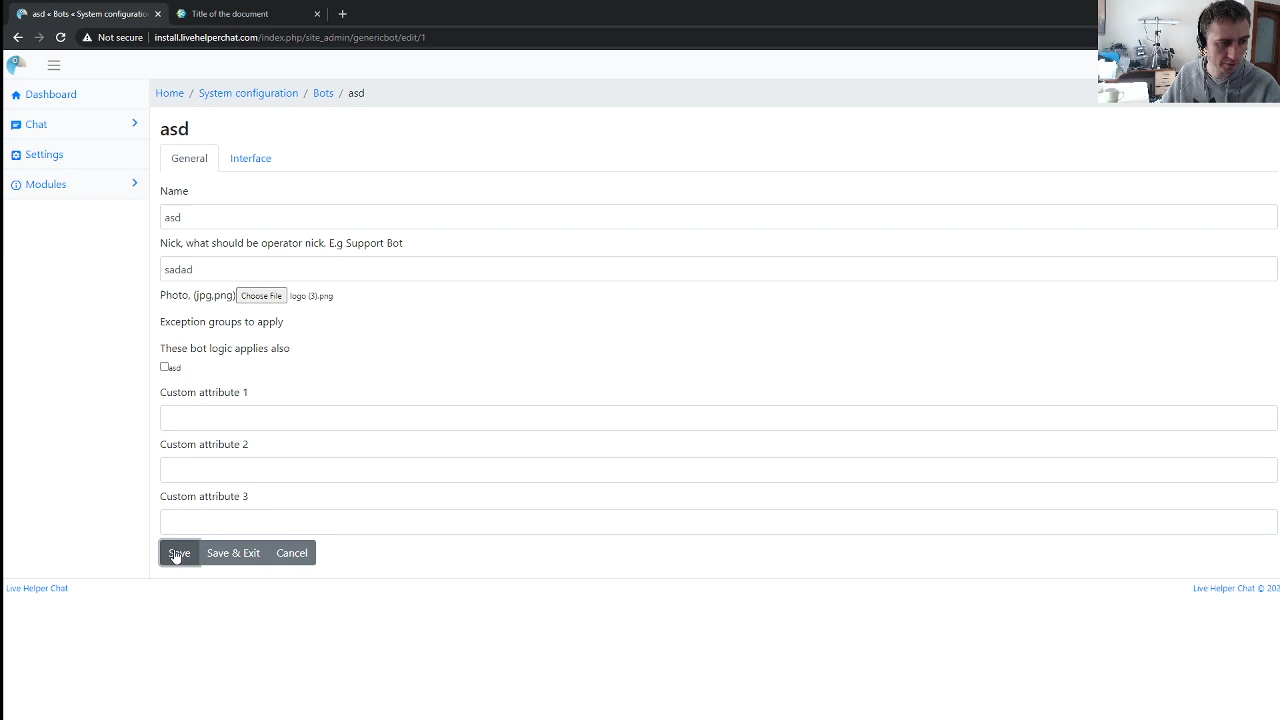 asd « Bots « System configuratio
Title of the document
Not secure
install.livehelperchat.com/index.php/site_admin/genericbot/edit/1
Dashboard
Chat
Settings
Modules
Home / System configuration / Bots / asd
asd
General
Interface
Name
asd
Nick, what should be operator nick. E.g Support Bot
sadad
Photo, (jpg,png)
Choose File
logo (3).png
Exception groups to apply
These bot logic applies also
asd
Custom attribute 1
Custom attribute 2
Custom attribute 3
Save
Save & Exit
Cancel
Live Helper Chat
Live Helper Chat © 202